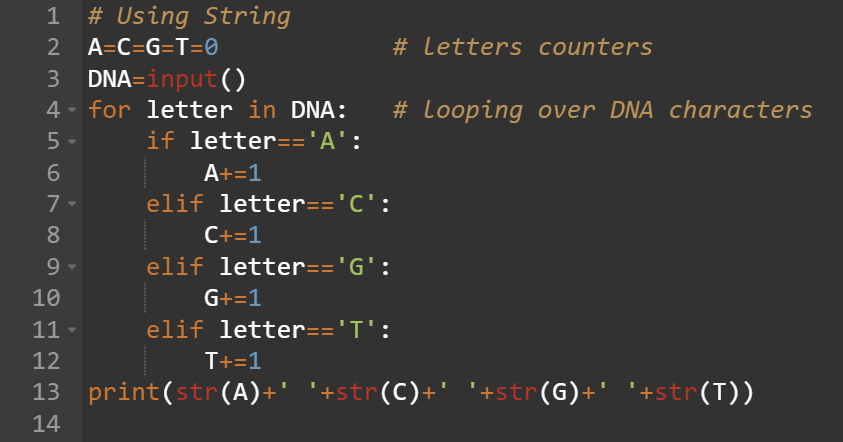 1 # Using String
2 A=C=G=T=0 # letters counters
3 DNA=input()
4 for letter in DNA: # looping over DNA characters
5 if letter=='A':
6 A+=1
7 elif letter=='C':
8 C+=1
9 elif letter=='G':
10 G+=1
11 elif letter=='T':
12 T+=1
13 print(str(A)+' '+str(C)+' '+str(G)+' '+str(T))
14